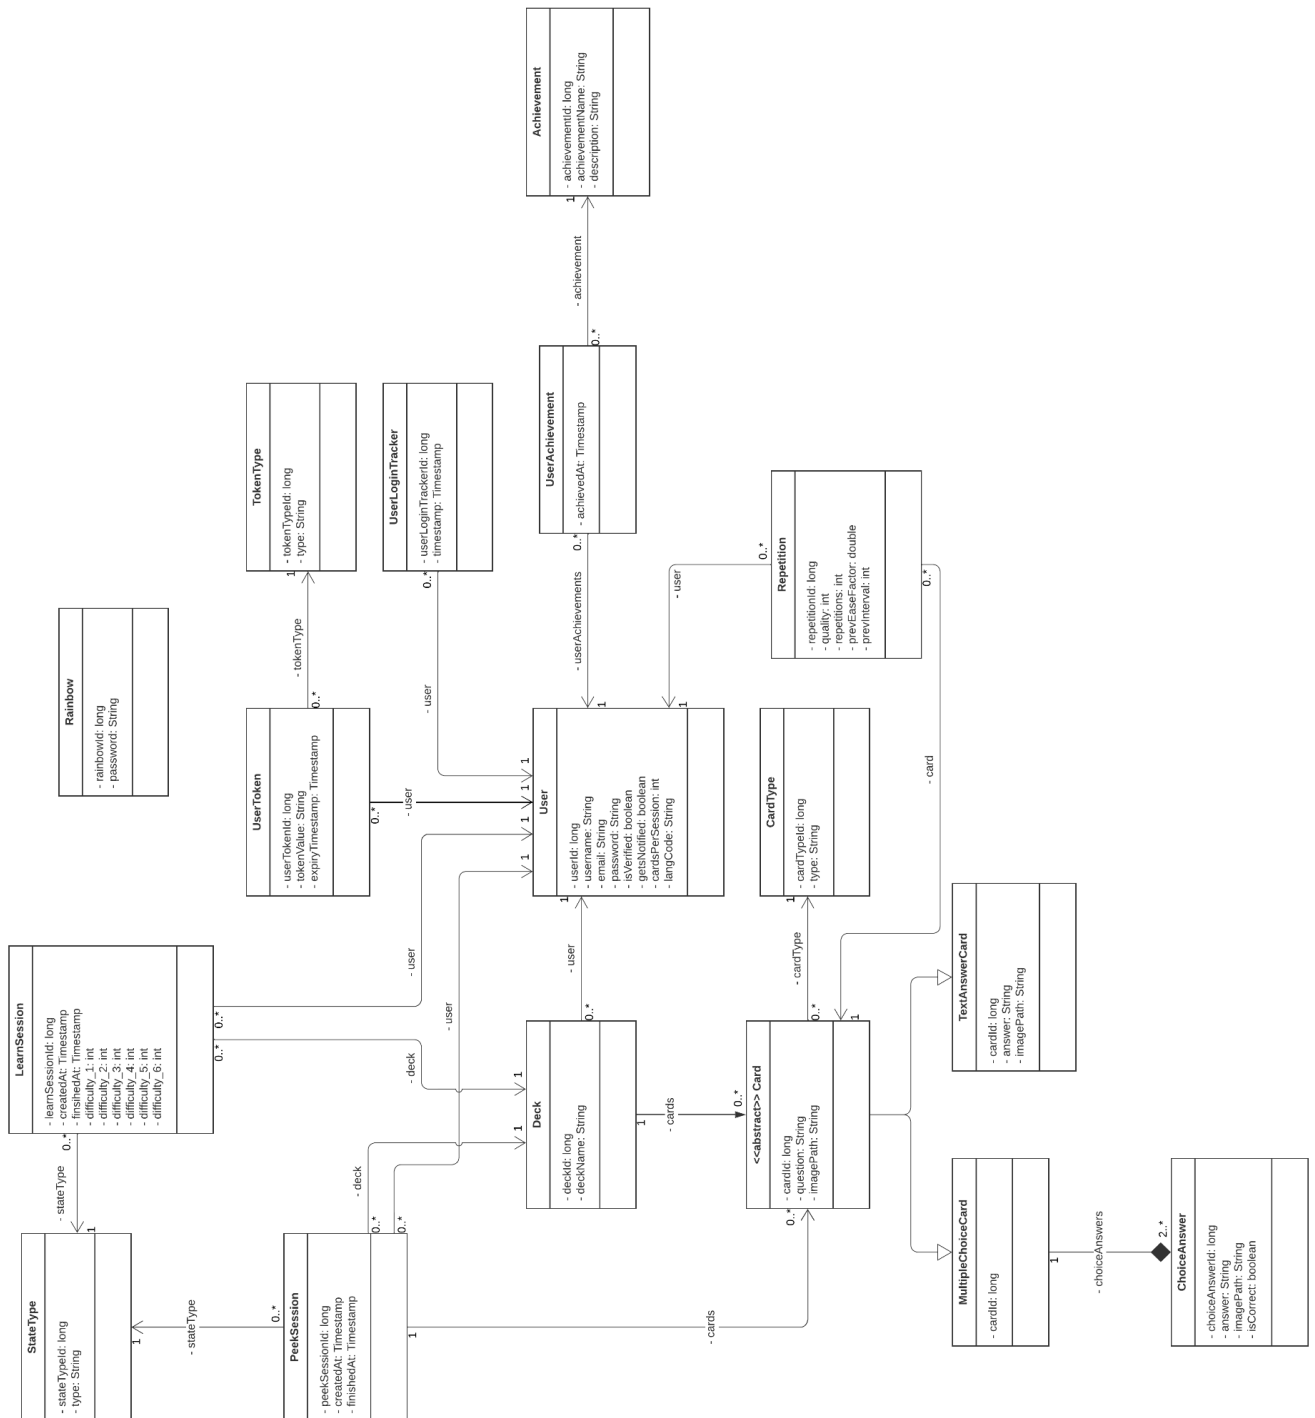 Achievement
- achievementId: long
- achievementName: String
- description: String
1
- achievement
0..*
UserAchievement
- achievedAt: Timestamp
0..*
- userAchievements
1
TokenType
- tokenTypeId: long
- type: String
1
- tokenType
0..*
UserLoginTracker
- userLoginTrackerId: long
- timestamp: Timestamp
0..*
- user
1
Rainbow
- rainbowId: long
- password: String
UserToken
- userTokenId: long
- tokenValue: String
- expiryTimestamp: Timestamp
0..*
- user
1
Repetition
- repetitionId: long
- quality: int
- repetitions: int
- prevEaseFactor: double
- prevInterval: int
0..*
- user
1
0..*
- card
1
User
- userId: long
- username: String
- email: String
- password: String
- isVerified: boolean
- getsNotified: boolean
- cardsPerSession: int
- langCode: String
CardType
- cardTypeId: long
- type: String
1
- cardType
0..*
LearnSession
- learnSessionId: long
- createdAt: Timestamp
- finsihedAt: Timestamp
- difficulty_1: int
- difficulty_2: int
- difficulty_3: int
- difficulty_4: int
- difficulty_5: int
- difficulty_6: int
0..*
- user
1
0..*
- deck
1
0..*
- stateType
1
StateType
- stateTypeId: long
- type: String
1
- stateType
0..*
PeekSession
- peekSessionId: long
- createdAt: Timestamp
- finishedAt: Timestamp
0..*
- deck
1
0..*
- user
1
1
- cards
0..*
Deck
- deckId: long
- deckName: String
0..*
- user
1
1
- cards
0..*
<<abstract>> Card
- cardId: long
- question: String
- imagePath: String
TextAnswerCard
- cardId: long
- answer: String
- imagePath: String
MultipleChoiceCard
- cardId: long
1
- choiceAnswers
2..*
ChoiceAnswer
- choiceAnswerId: long
- answer: String
- imagePath: String
- isCorrect: boolean